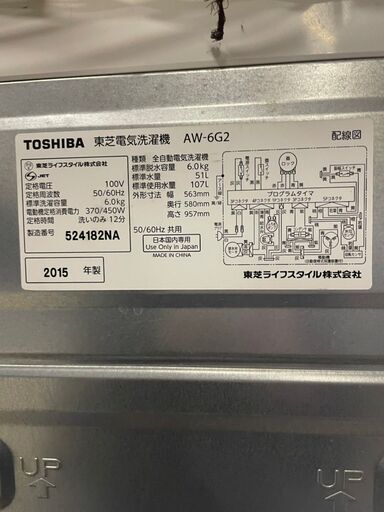 TOSHIBA 東芝電気洗濯機 AW-6G2 配線図
東芝ライフスタイル株式会社
JET
定格電圧 100V
定格周波数 50/60Hz
標準洗濯容量 6.0kg
電動機定格消費電力 370/450W
定格時間 洗いのみ 12分
製造番号 524182NA
2015 年製
種類 全自動電気洗濯機
標準脱水容量 6.0kg
標準水量 51L
標準使用水量 107L
外形寸法 幅 563mm
奥行 580mm
高さ 957mm
50/60Hz 共用
日本国内専用
Use Only in Japan
MADE IN CHINA
ロック
プログラムタイマ
東芝ライフスタイル株式会社
UP
UP